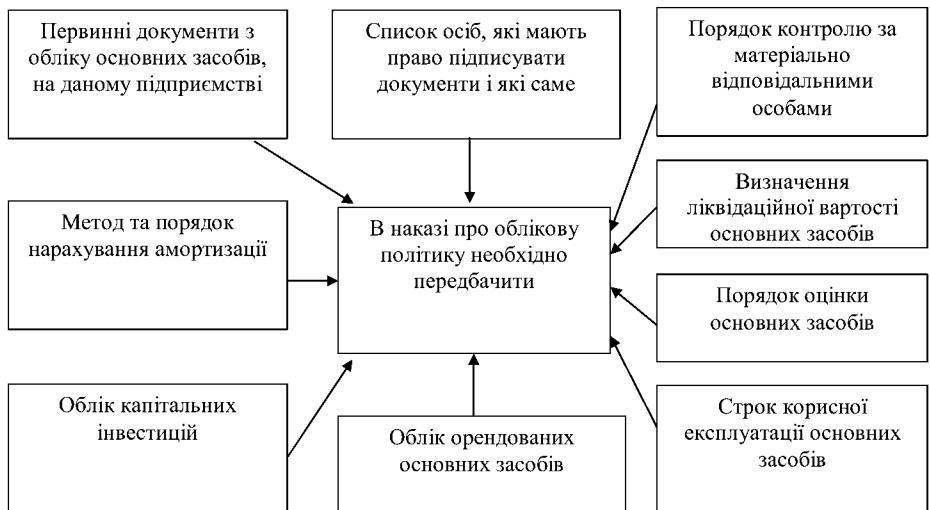 Первинні документи з
обліку основних засобів,
на даному підприємстві
Список осіб, які мають
право підписувати
документи і які саме
Порядок контролю за
матеріально
відповідальними
особами
Метод та порядок
нарахування амортизації
В наказі про облікову
політику необхідно
передбачити
Визначення
ліквідаційної вартості
основних засобів
Порядок оцінки
основних засобів
Облік капітальних
інвестицій
Облік орендованих
основних засобів
Строк корисної
експлуатації основних
засобів